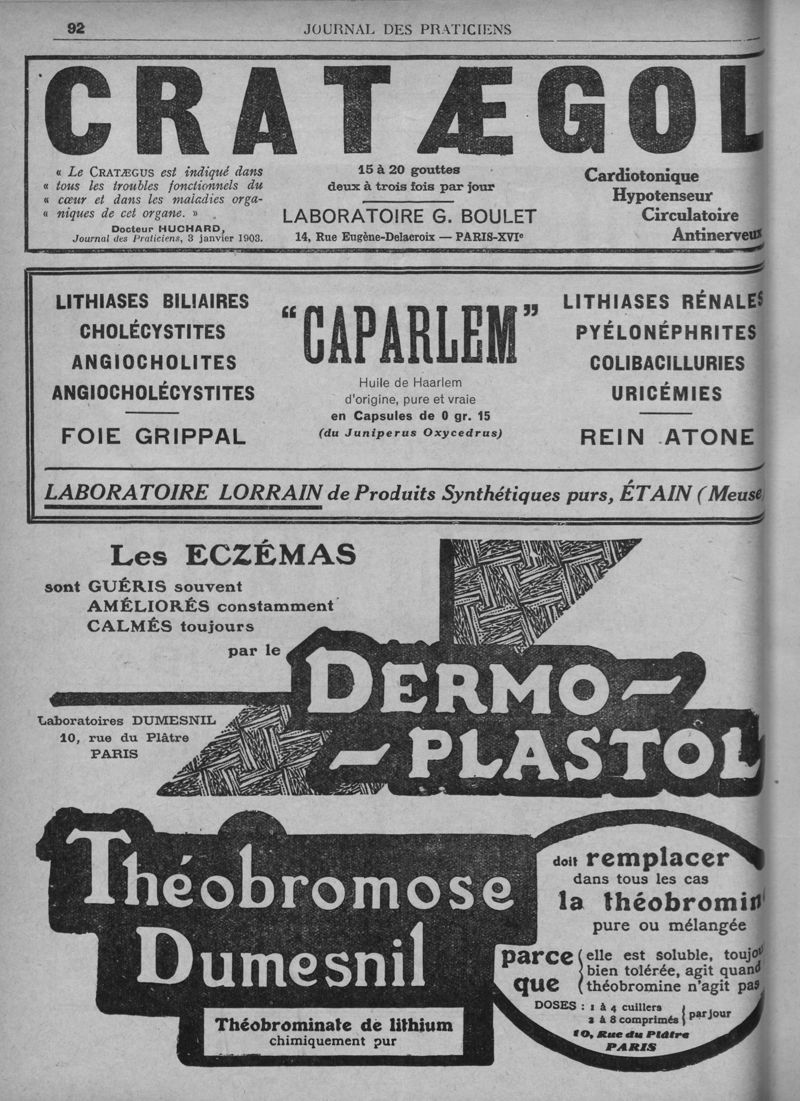 92
JOURNAL DES PRATICIENS
CRATÆGOL
« Le CRATÆGUS est indiqué dans
« tous les troubles fonctionnels du
« cœur et dans les maladies orga-
« niques de cet organe. »
Docteur HUCHARD,
Journal des Praticiens, 3 janvier 1903.
15 à 20 gouttes
deux à trois fois par jour
LABORATOIRE G. BOULET
14, Rue Eugène-Delacroix — PARIS-XVIe
Cardiotonique
Hypotenseur
Circulatoire
Antinerveux
LITHIASES BILIAIRES
CHOLÉCYSTITES
ANGIOCHOLITES
ANGIOCHOLÉCYSTITES
FOIE GRIPPAL
"CAPARLEM"
Huile de Haarlem
d'origine, pure et vraie
en Capsules de 0 gr. 15
(du Juniperus Oxycedrus)
LITHIASES RÉNALES
PYÉLONÉPHRITES
COLIBACILLURIES
URICÉMIES
REIN ATONE
LABORATOIRE LORRAIN de Produits Synthétiques purs, ÉTAIN (Meuse
Les ECZÉMAS
sont GUÉRIS souvent
AMÉLIORÉS constamment
CALMÉS toujours
par le
DERMO-
-PLASTOL
Laboratoires DUMESNIL
10, rue du Plâtre
PARIS
Théobromose
Dumesnil
Théobrominate de lithium
chimiquement pur
doit remplacer
dans tous les cas
la théobromin
pure ou mélangée
parce que
elle est soluble, toujou
bien tolérée, agit quand
théobromine n'agit pas
DOSES : 1 à 4 cuillers
2 à 8 comprimés
par jour
10, Rue du Plâtre
PARIS